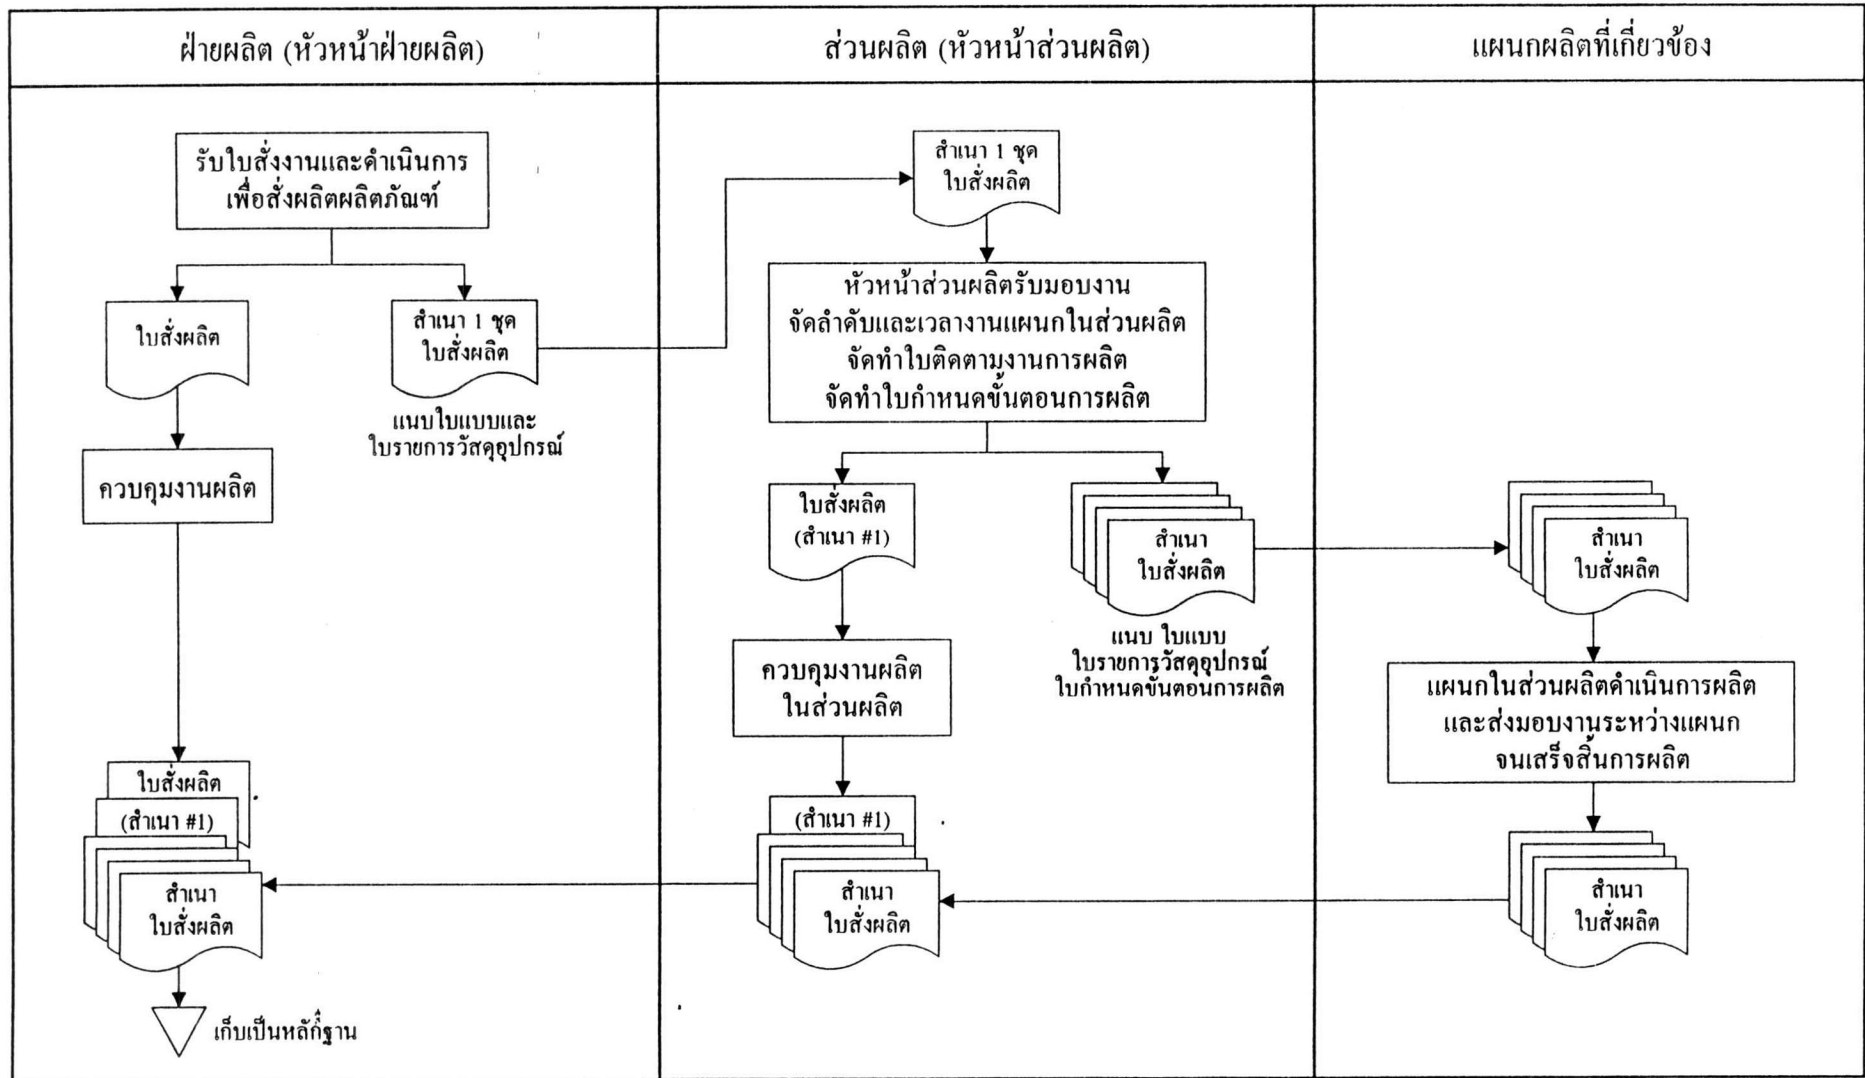 ฝ่ายผลิต (หัวหน้าฝ่ายผลิต)
ส่วนผลิต (หัวหน้าส่วนผลิต)
แผนกผลิตที่เกี่ยวข้อง
รับใบสั่งงานและดำเนินการ
เพื่อสั่งผลิตผลิตภัณฑ์
ใบสั่งผลิต
สำเนา 1 ชุด
ใบสั่งผลิต
แนบใบแบบและ
ใบรายการวัสดุอุปกรณ์
ควบคุมงานผลิต
ใบสั่งผลิต
(สำเนา #1)
สำเนา
ใบสั่งผลิต
เก็บเป็นหลักฐาน
สำเนา 1 ชุด
ใบสั่งผลิต
หัวหน้าส่วนผลิตรับมอบงาน
จัดลำดับและเวลางานแผนกในส่วนผลิต
จัดทำใบติดตามงานการผลิต
จัดทำใบกำหนดขั้นตอนการผลิต
ใบสั่งผลิต
(สำเนา #1)
สำเนา
ใบสั่งผลิต
แนบ ใบแบบ
ใบรายการวัสดุอุปกรณ์
ใบกำหนดขั้นตอนการผลิต
ควบคุมงานผลิต
ในส่วนผลิต
(สำเนา #1)
สำเนา
ใบสั่งผลิต
สำเนา
ใบสั่งผลิต
แผนกในส่วนผลิตดำเนินการผลิต
และส่งมอบงานระหว่างแผนก
จนเสร็จสิ้นการผลิต
สำเนา
ใบสั่งผลิต